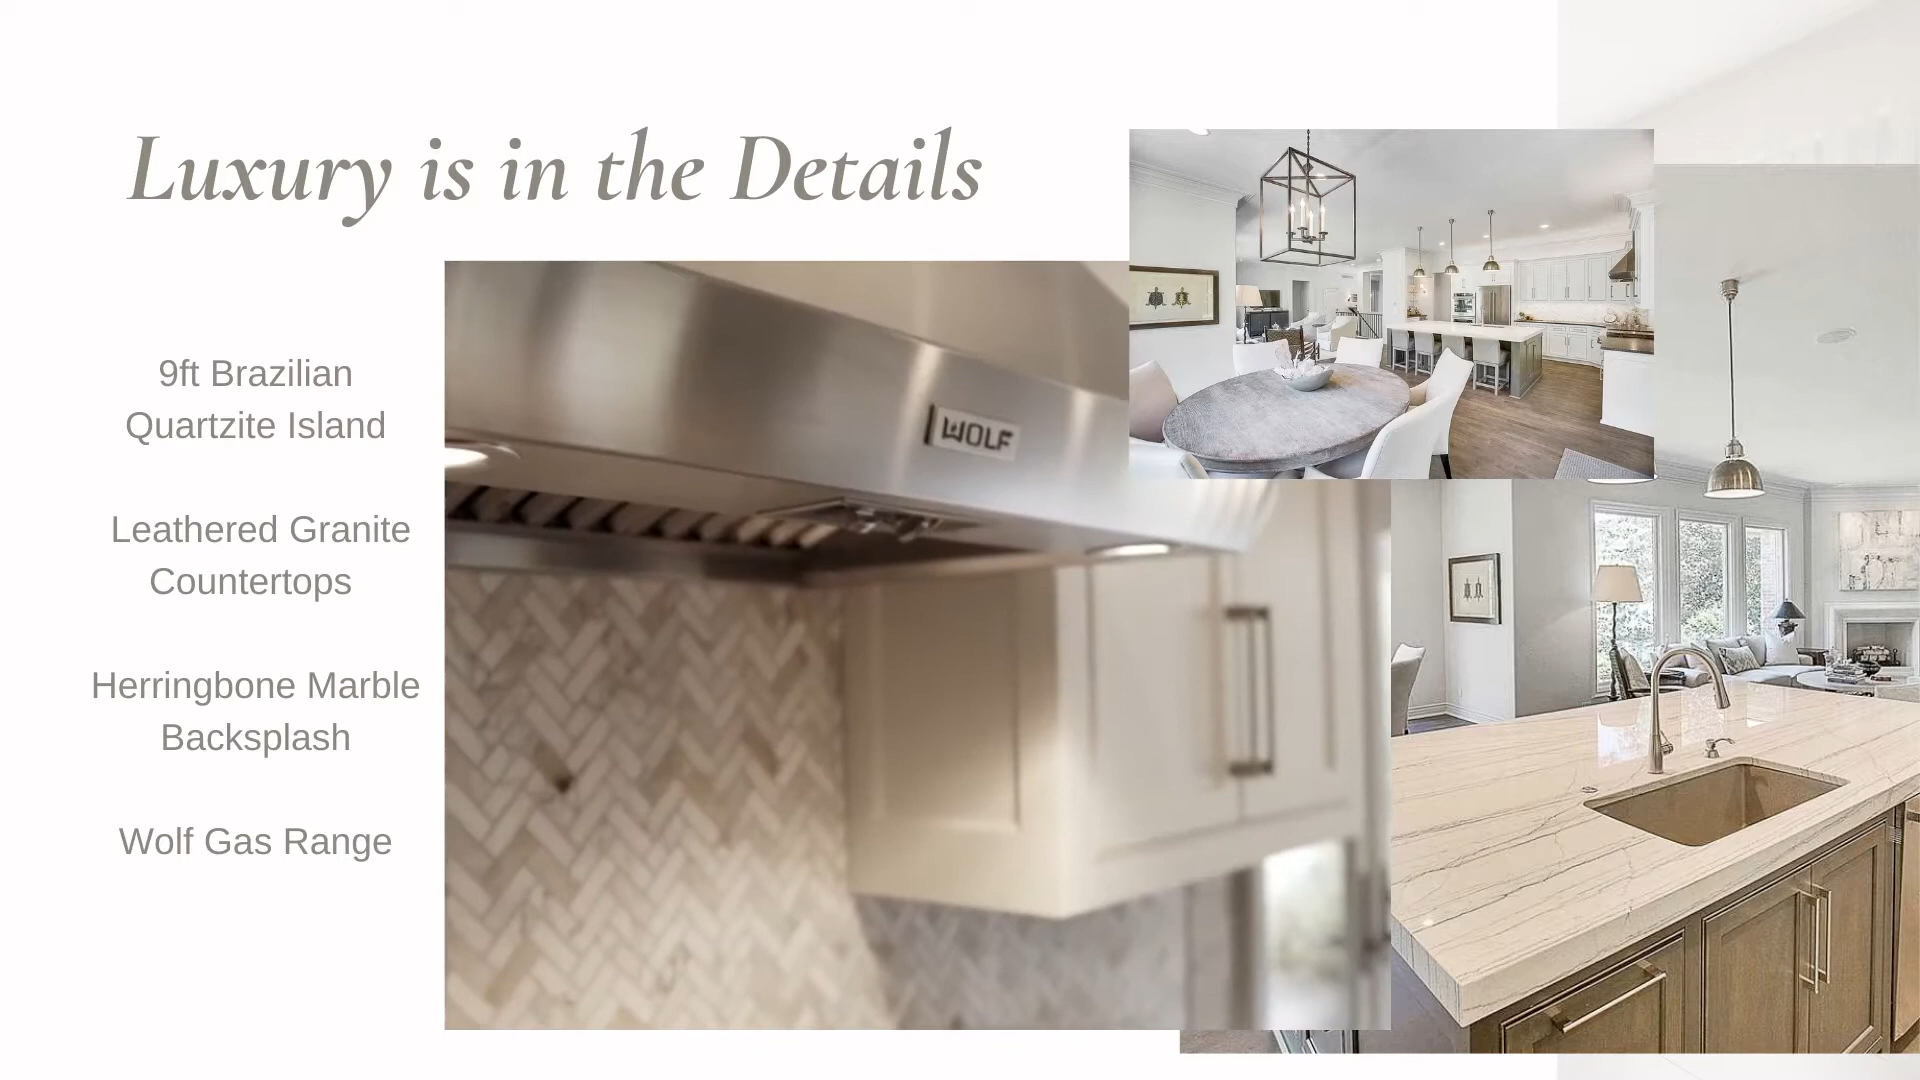 Luxury is in the Details
9ft Brazilian
Quartzite Island
Leathered Granite
Countertops
Herringbone Marble
Backsplash
Wolf Gas Range
WOLF